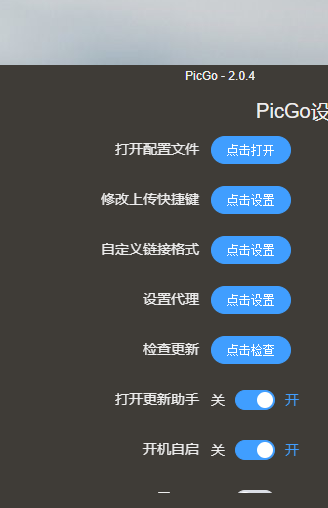 PicGo - 2.0.4
PicGo设
打开配置文件 点击打开
修改上传快捷键 点击设置
自定义链接格式 点击设置
设置代理 点击设置
检查更新 点击检查
打开更新助手 关 开
开机自启 关 开